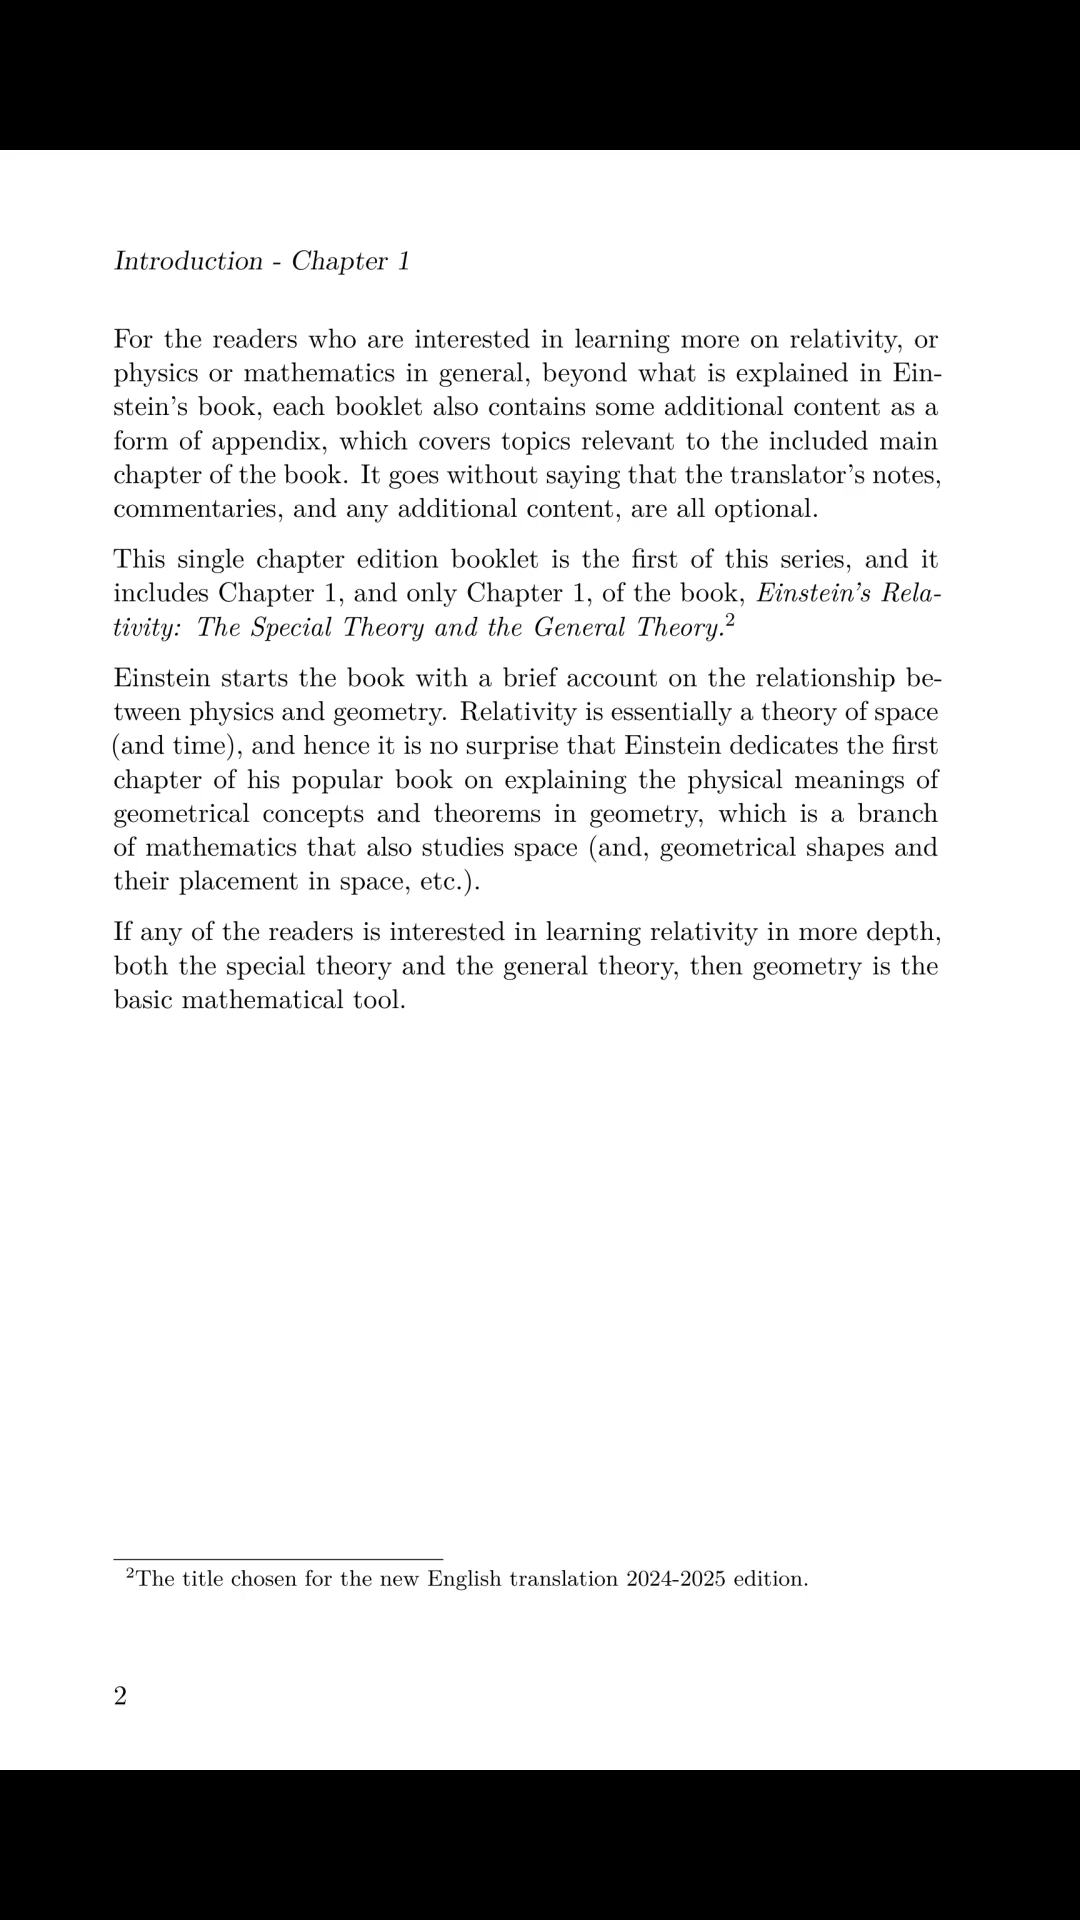 Introduction - Chapter 1
For the readers who are interested in learning more on relativity, or
physics or mathematics in general, beyond what is explained in Ein-
stein's book, each booklet also contains some additional content as a
form of appendix, which covers topics relevant to the included main
chapter of the book. It goes without saying that the translator's notes,
commentaries, and any additional content, are all optional.
This single chapter edition booklet is the first of this series, and it
includes Chapter 1, and only Chapter 1, of the book, Einstein's Rela-
tivity: The Special Theory and the General Theory.²
Einstein starts the book with a brief account on the relationship be-
tween physics and geometry. Relativity is essentially a theory of space
(and time), and hence it is no surprise that Einstein dedicates the first
chapter of his popular book on explaining the physical meanings of
geometrical concepts and theorems in geometry, which is a branch
of mathematics that also studies space (and, geometrical shapes and
their placement in space, etc.).
If any of the readers is interested in learning relativity in more depth,
both the special theory and the general theory, then geometry is the
basic mathematical tool.
²The title chosen for the new English translation 2024-2025 edition.
2